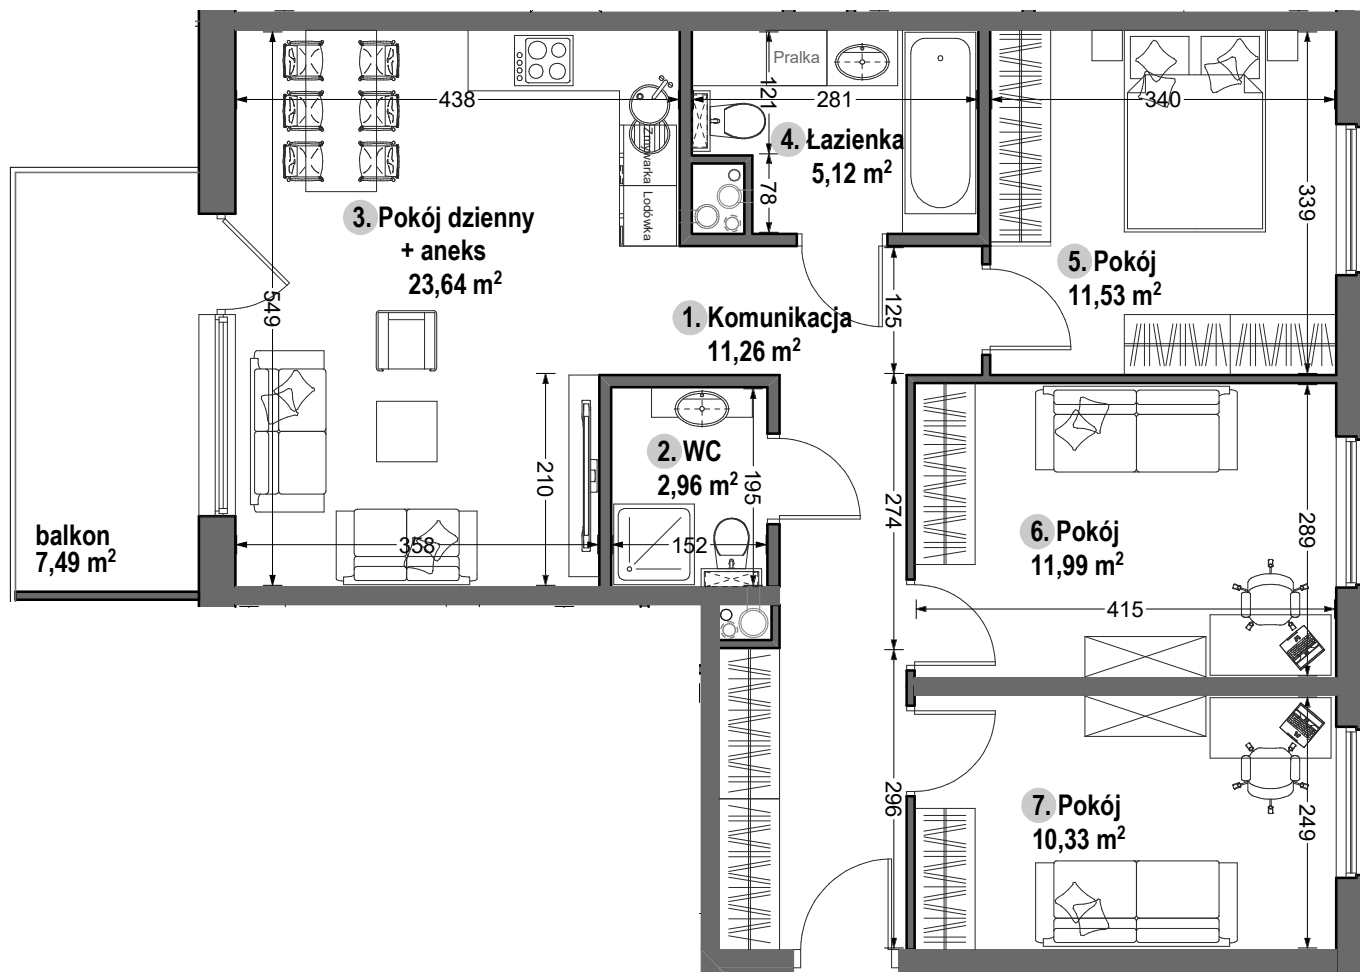 438
121
Pralka
281
340
4. Łazienka
5,12 m²
Zmywarka
Lodówka
78
339
3. Pokój dzienny
+ aneks
23,64 m²
5. Pokój
11,53 m²
549
125
1. Komunikacja
11,26 m²
2. WC
2,96 m²
210
195
274
289
balkon
7,49 m²
358
152
6. Pokój
11,99 m²
415
296
7. Pokój
10,33 m²
249